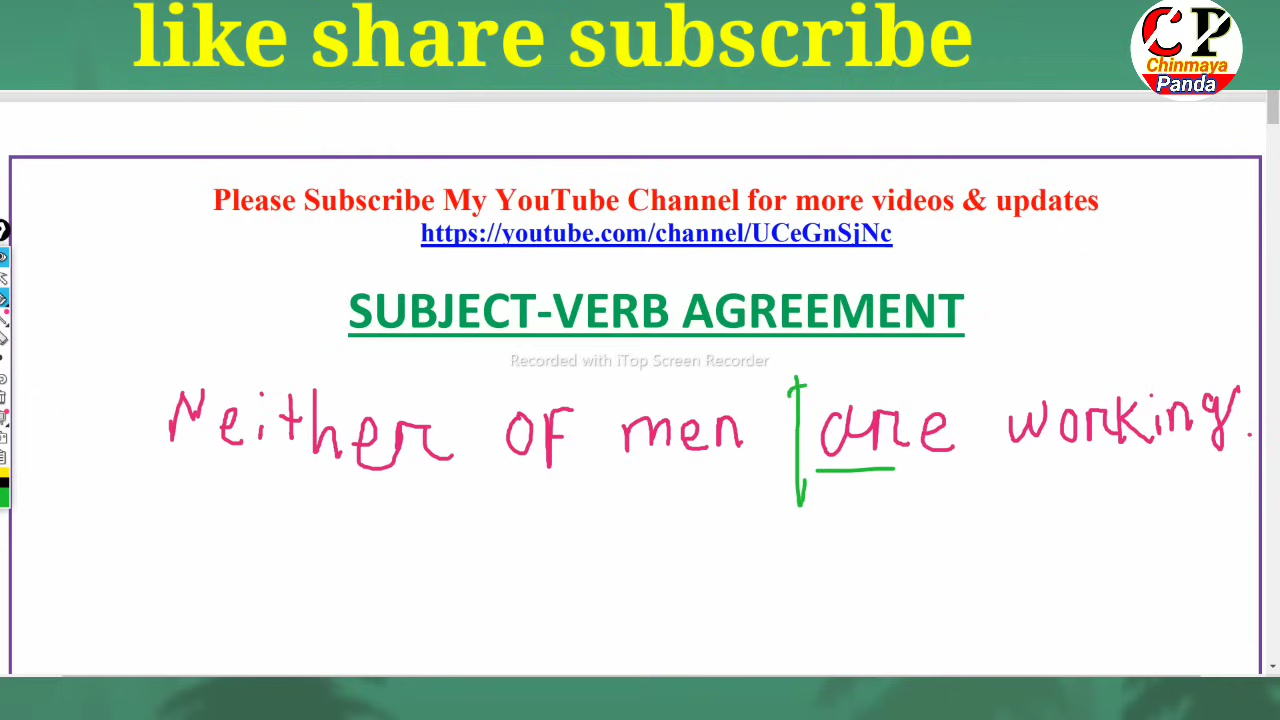 like share subscribe
CP
Chinmaya
Panda
Please Subscribe My YouTube Channel for more videos & updates
https://youtube.com/channel/UCeGnSjNc
SUBJECT-VERB AGREEMENT
Recorded with iTop Screen Recorder
Neither of men are working.